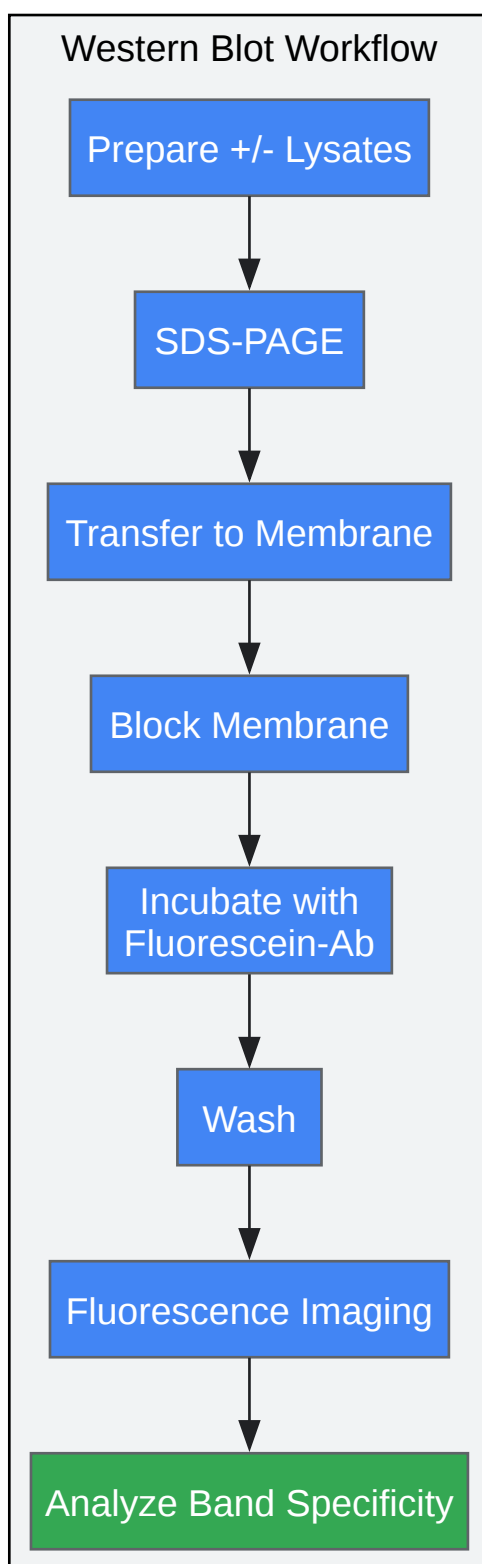 Western Blot Workflow
Prepare +/- Lysates
SDS-PAGE
Transfer to Membrane
Block Membrane
Incubate with
Fluorescein-Ab
Wash
Fluorescence Imaging
Analyze Band Specificity